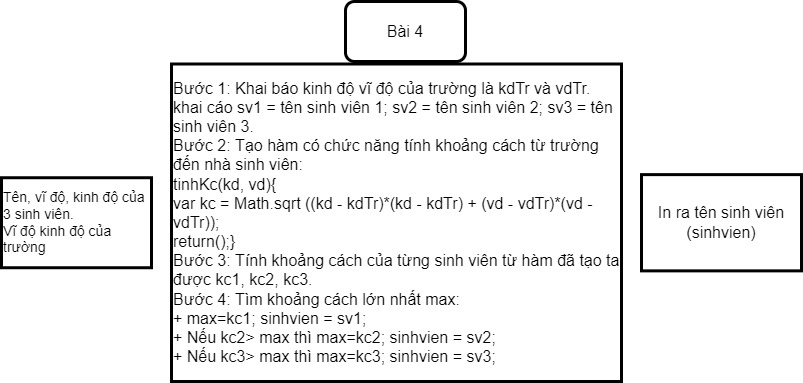 Bài 4
Tên, vĩ độ, kinh độ của
3 sinh viên.
Vĩ độ kinh độ của
trường
Bước 1: Khai báo kinh độ vĩ độ của trường là kdTr và vdTr.
khai cáo sv1 = tên sinh viên 1; sv2 = tên sinh viên 2; sv3 = tên
sinh viên 3.
Bước 2: Tạo hàm có chức năng tính khoảng cách từ trường
đến nhà sinh viên:
tinhKc(kd, vd){
var kc = Math.sqrt ((kd - kdTr)*(kd - kdTr) + (vd - vdTr)*(vd -
vdTr));
return();}
Bước 3: Tính khoảng cách của từng sinh viên từ hàm đã tạo ta
được kc1, kc2, kc3.
Bước 4: Tìm khoảng cách lớn nhất max:
+ max=kc1; sinhvien = sv1;
+ Nếu kc2> max thì max=kc2; sinhvien = sv2;
+ Nếu kc3> max thì max=kc3; sinhvien = sv3;
In ra tên sinh viên
(sinhvien)